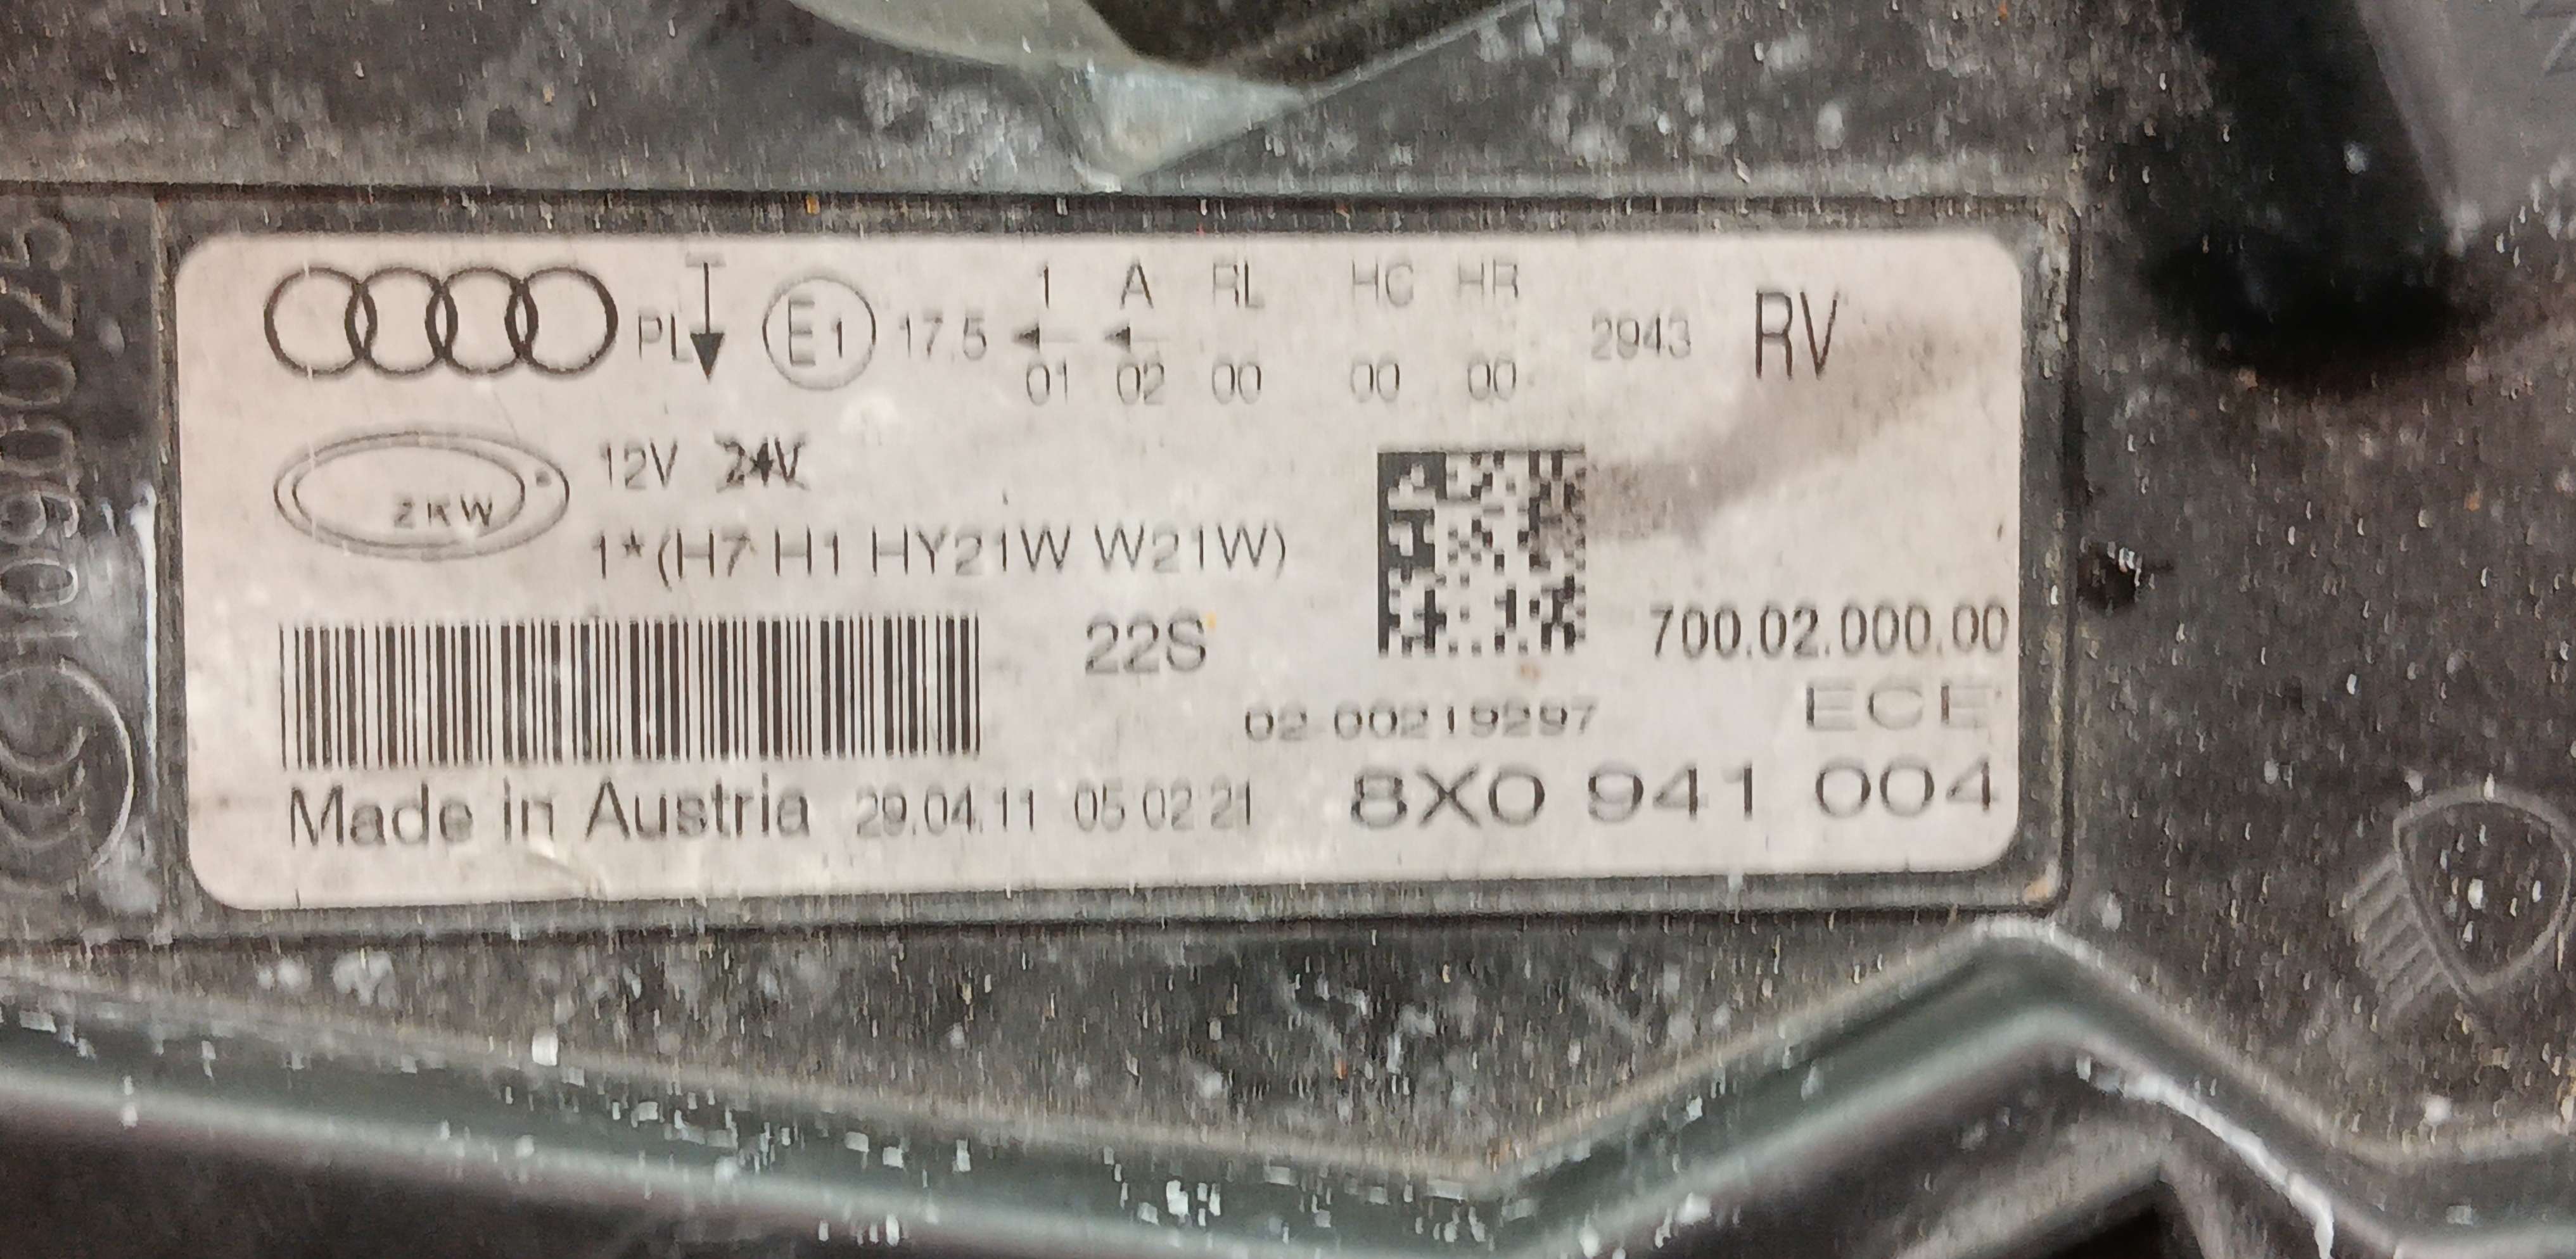 PL E1 17.5 1 A RL HC HR 2943 RV
01 02 00 00 00
ZKW 12V 24V
1*(H7 H1 HY21W W21W)
22S 700.02.000.00
02 00219297 ECE
Made in Austria 29.04.11 05 02 21 8X0 941 004